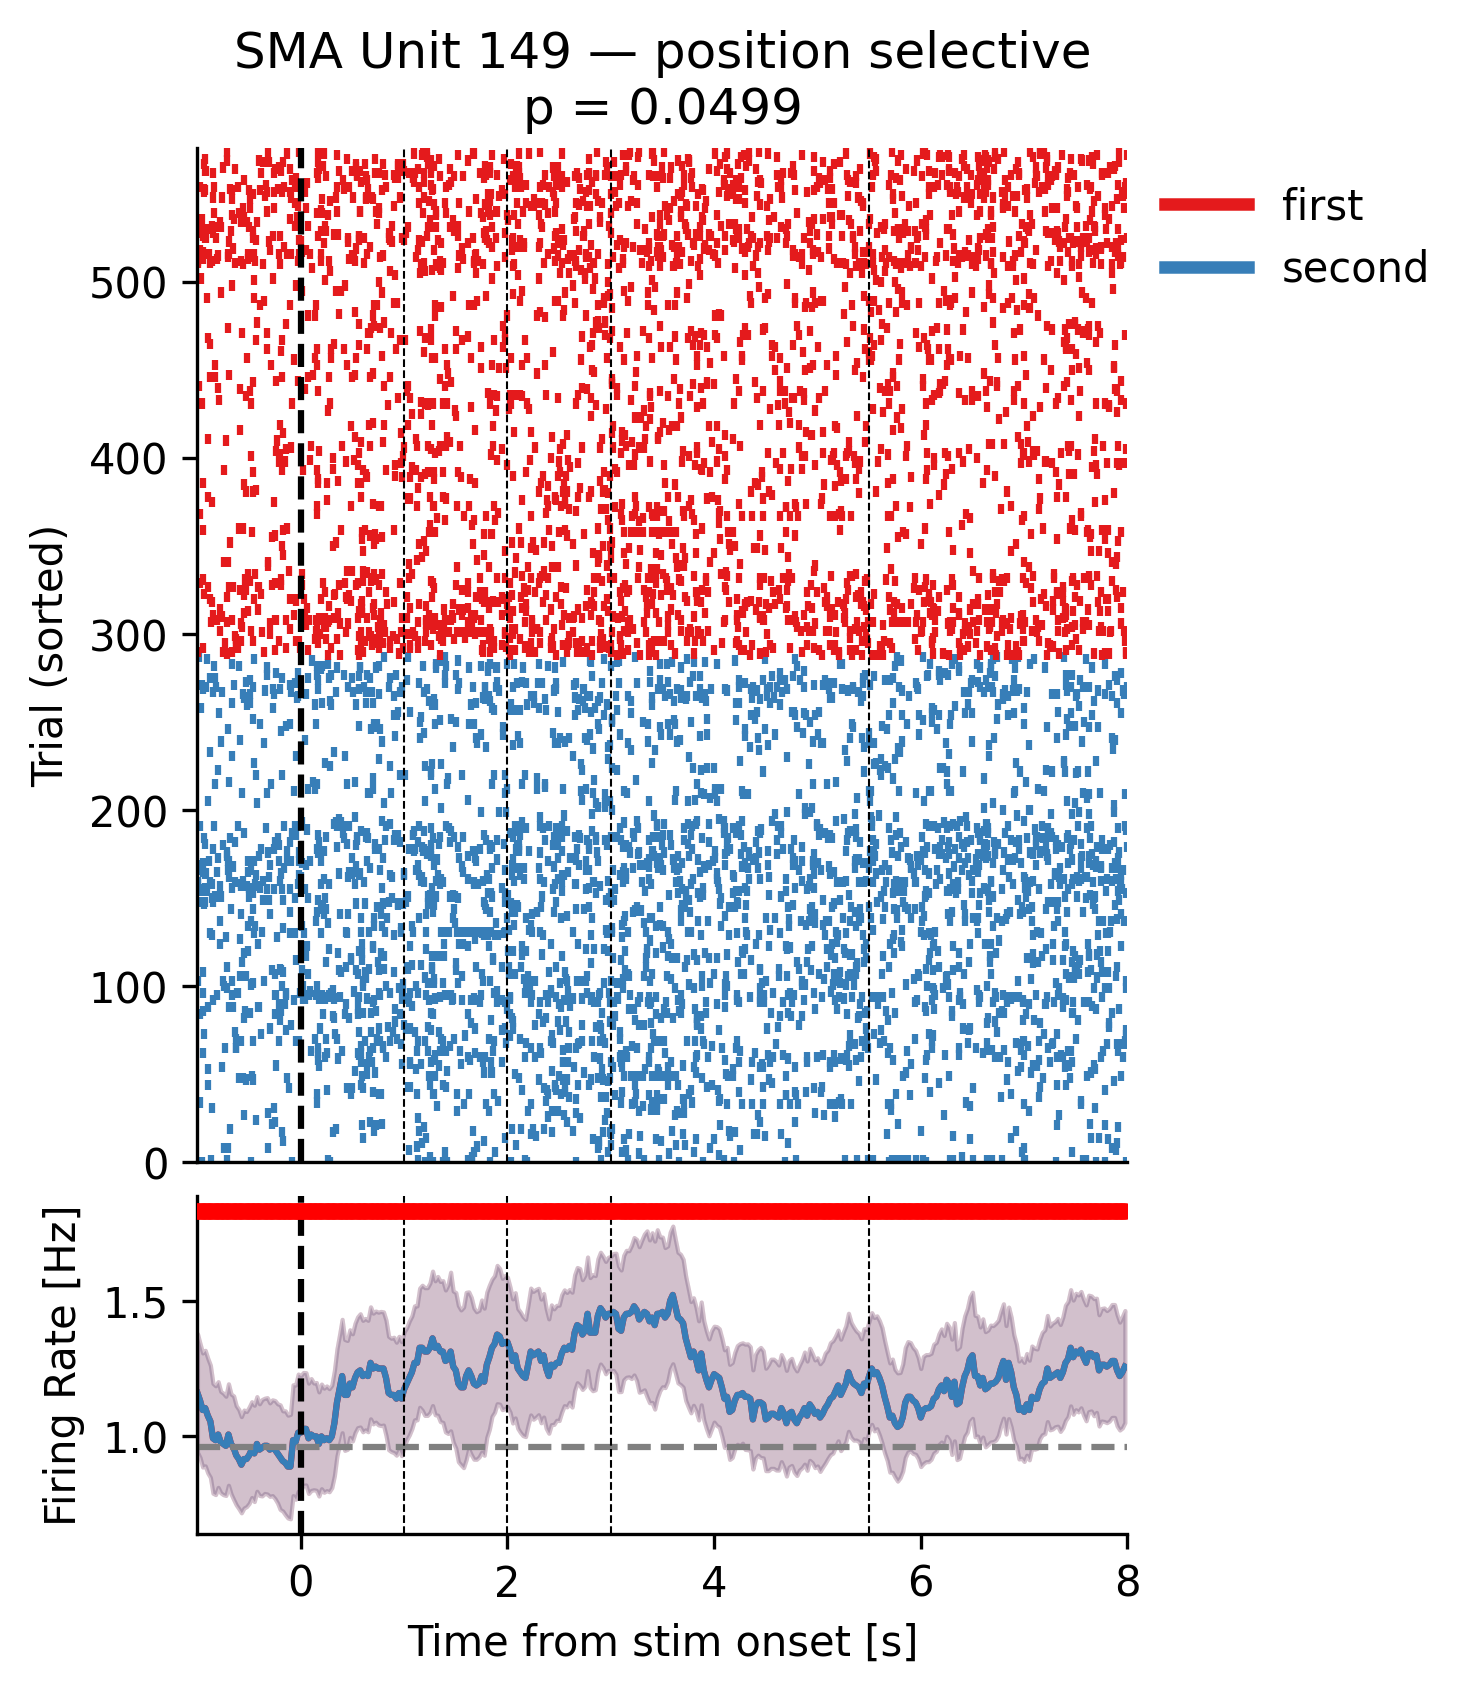 SMA Unit 149 — position selective
p = 0.0499
first
second
Trial (sorted)
500
400
300
200
100
0
Firing Rate [Hz]
1.5
1.0
0
2
4
6
8
Time from stim onset [s]